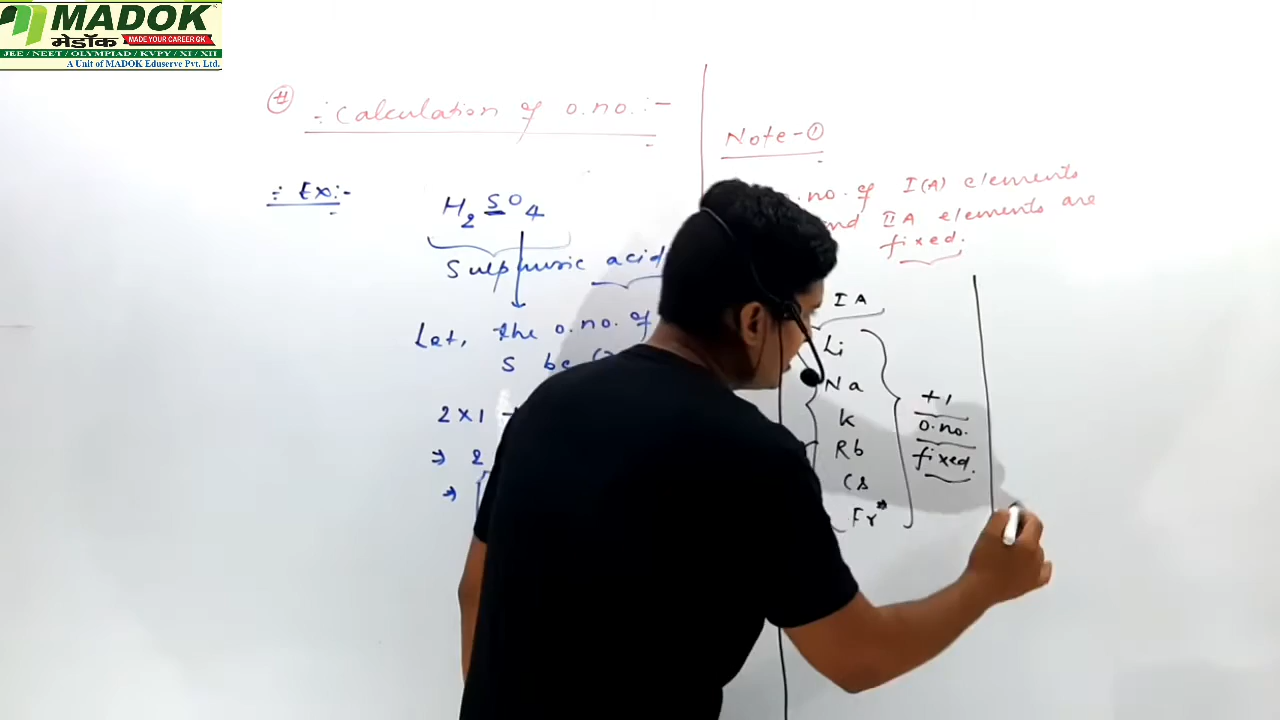 MADOK
मेडॉक MADE YOUR CAREER GK
JEE / NEET / OLYMPIAD / KVPY / XI / XII
A Unit of MADOK Eduserve Pvt. Ltd.
# :- Calculation of O.no. :-
:- Ex:-
H2SO4
Sulphuric acid
Let, the O.no. of
S be
2 x 1
⇒ 2
⇒
Note-①
.no. of I(A) elements
and IIA elements are
fixed.
IA
Li
Na
K
Rb
Cs
Fr*
+1
O.no.
fixed.